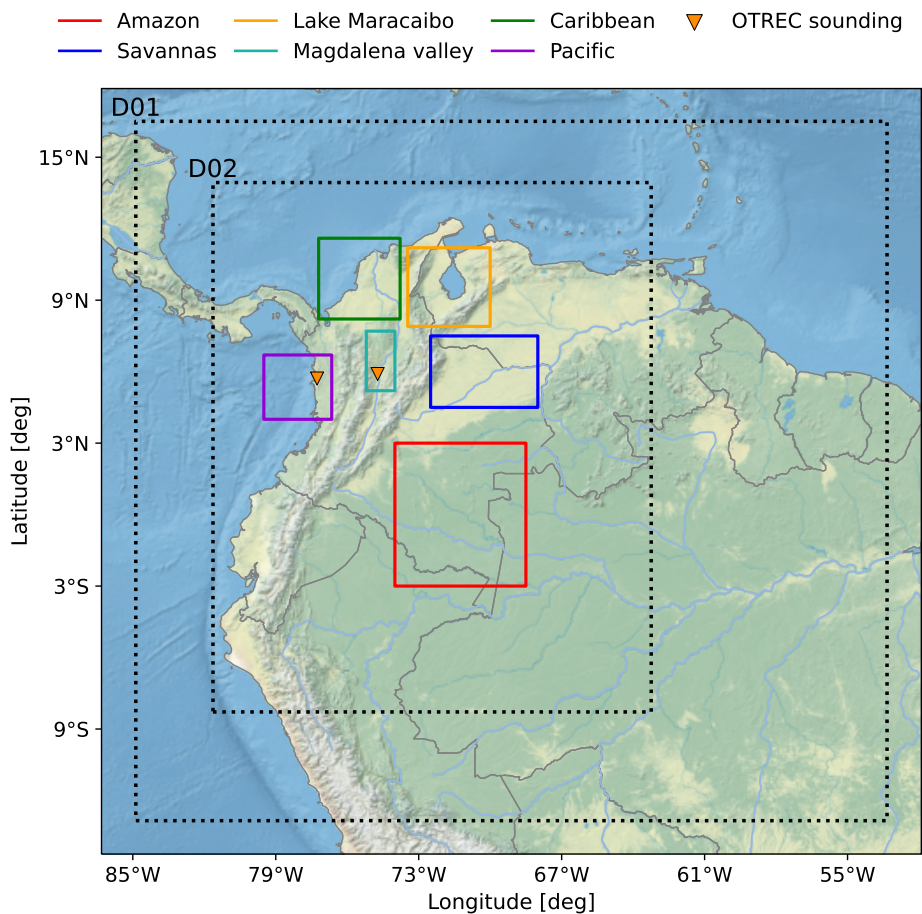 Amazon Lake Maracaibo Caribbean OTREC sounding
Savannas Magdalena valley Pacific
D01
D02
15°N
9°N
3°N
3°S
9°S
Latitude [deg]
85°W 79°W 73°W 67°W 61°W 55°W
Longitude [deg]